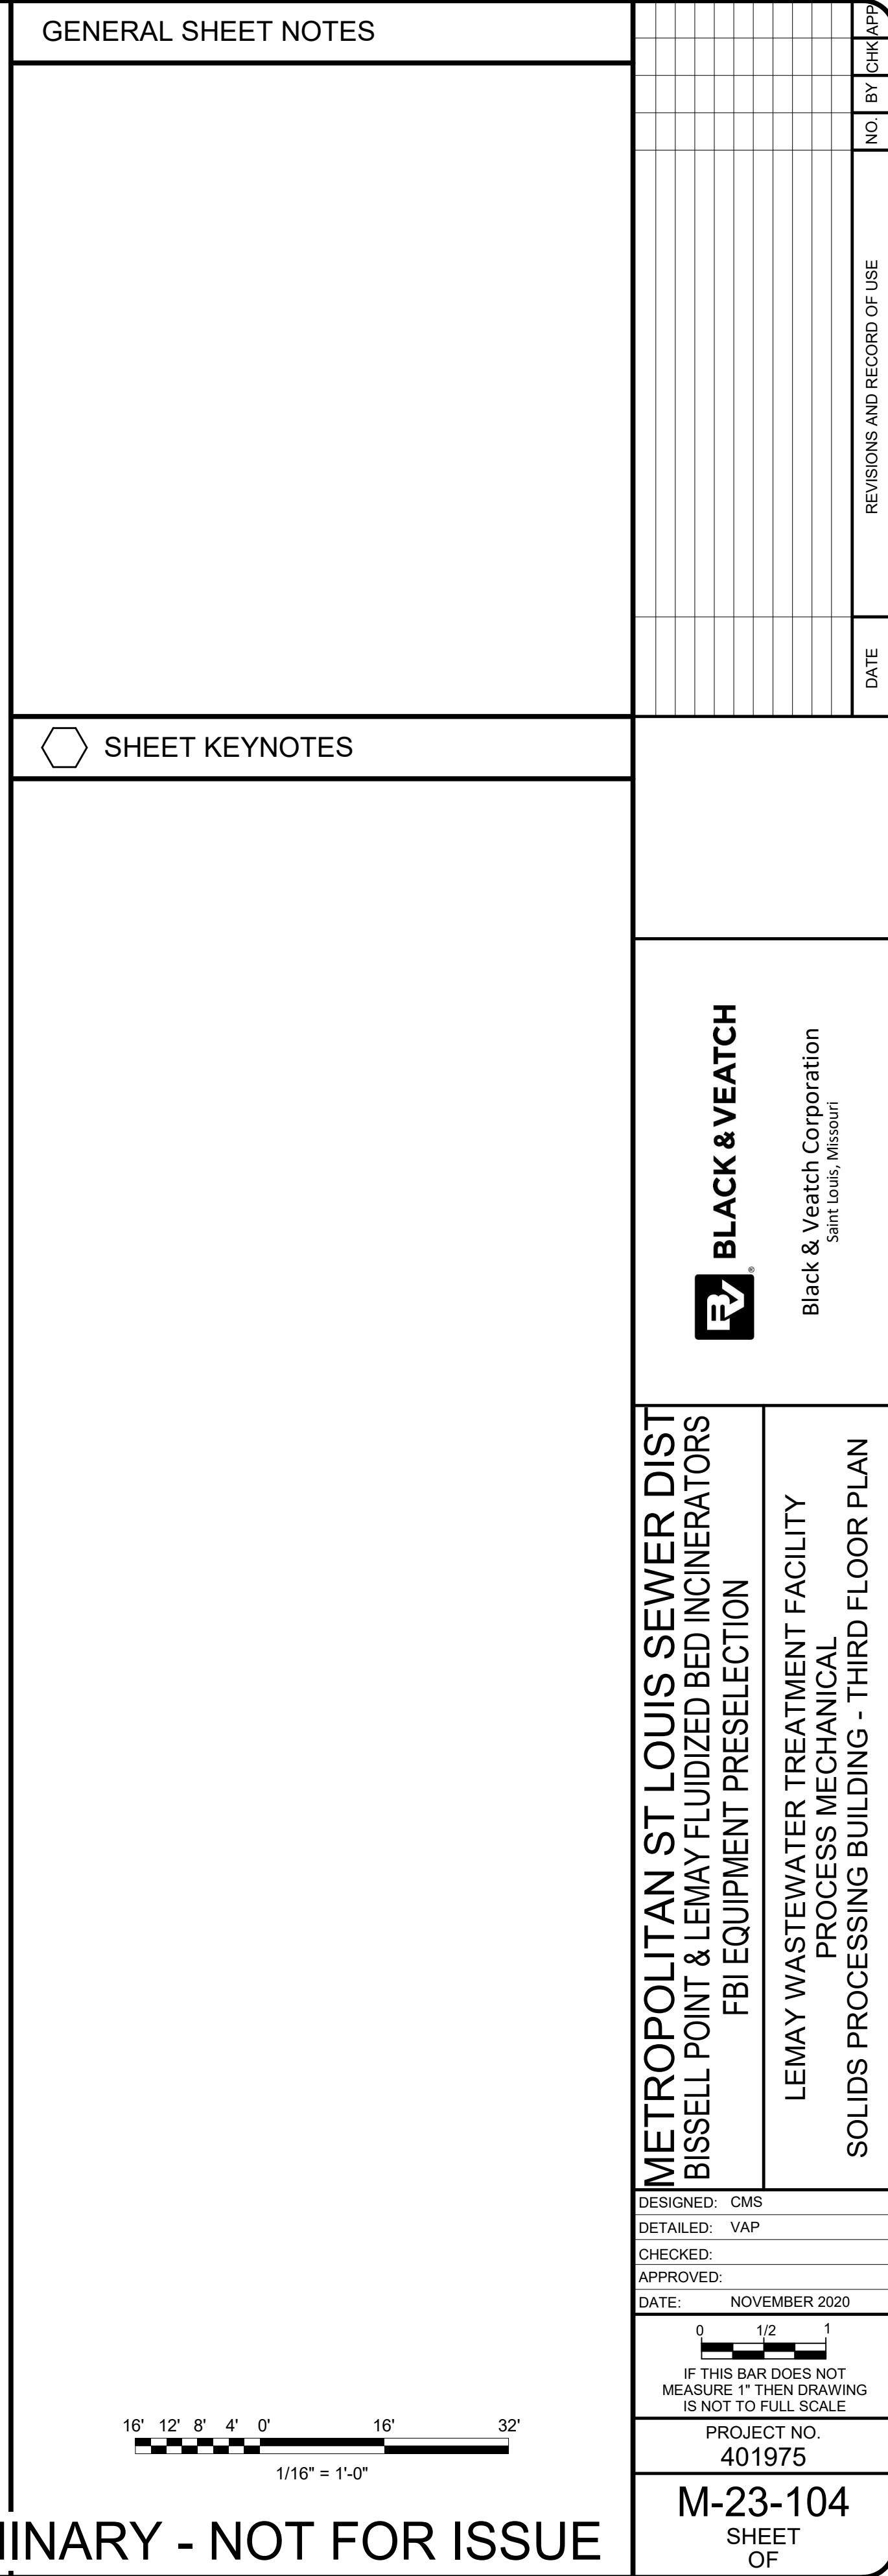 GENERAL SHEET NOTES
SHEET KEYNOTES
16' 12' 8' 4' 0' 16' 32'
1/16" = 1'-0"
- NOT FOR ISSUE
APP
CHK
BY
NO.
REVISIONS AND RECORD OF USE
DATE
BLACK & VEATCH
®
BV
Black & Veatch Corporation
Saint Louis, Missouri
METROPOLITAN ST LOUIS SEWER DIST
BISSELL POINT & LEMAY FLUIDIZED BED INCINERATORS
FBI EQUIPMENT PRESELECTION
LEMAY WASTEWATER TREATMENT FACILITY
PROCESS MECHANICAL
SOLIDS PROCESSING BUILDING - THIRD FLOOR PLAN
DESIGNED: CMS
DETAILED: VAP
CHECKED:
APPROVED:
DATE: NOVEMBER 2020
0 1/2 1
IF THIS BAR DOES NOT
MEASURE 1" THEN DRAWING
IS NOT TO FULL SCALE
PROJECT NO.
401975
M-23-104
SHEET
OF